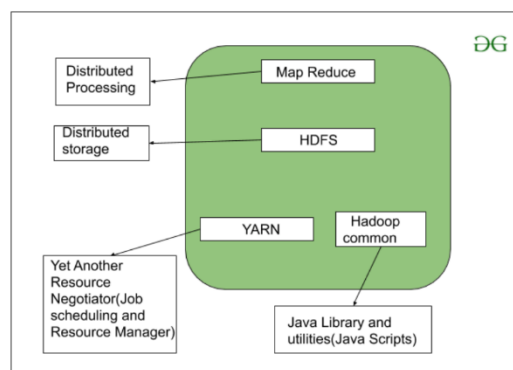 Distributed
Processing
Map Reduce
Distributed
storage
HDFS
YARN
Hadoop
common
Yet Another
Resource
Negotiator(Job
scheduling and
Resource Manager)
Java Library and
utilities(Java Scripts)